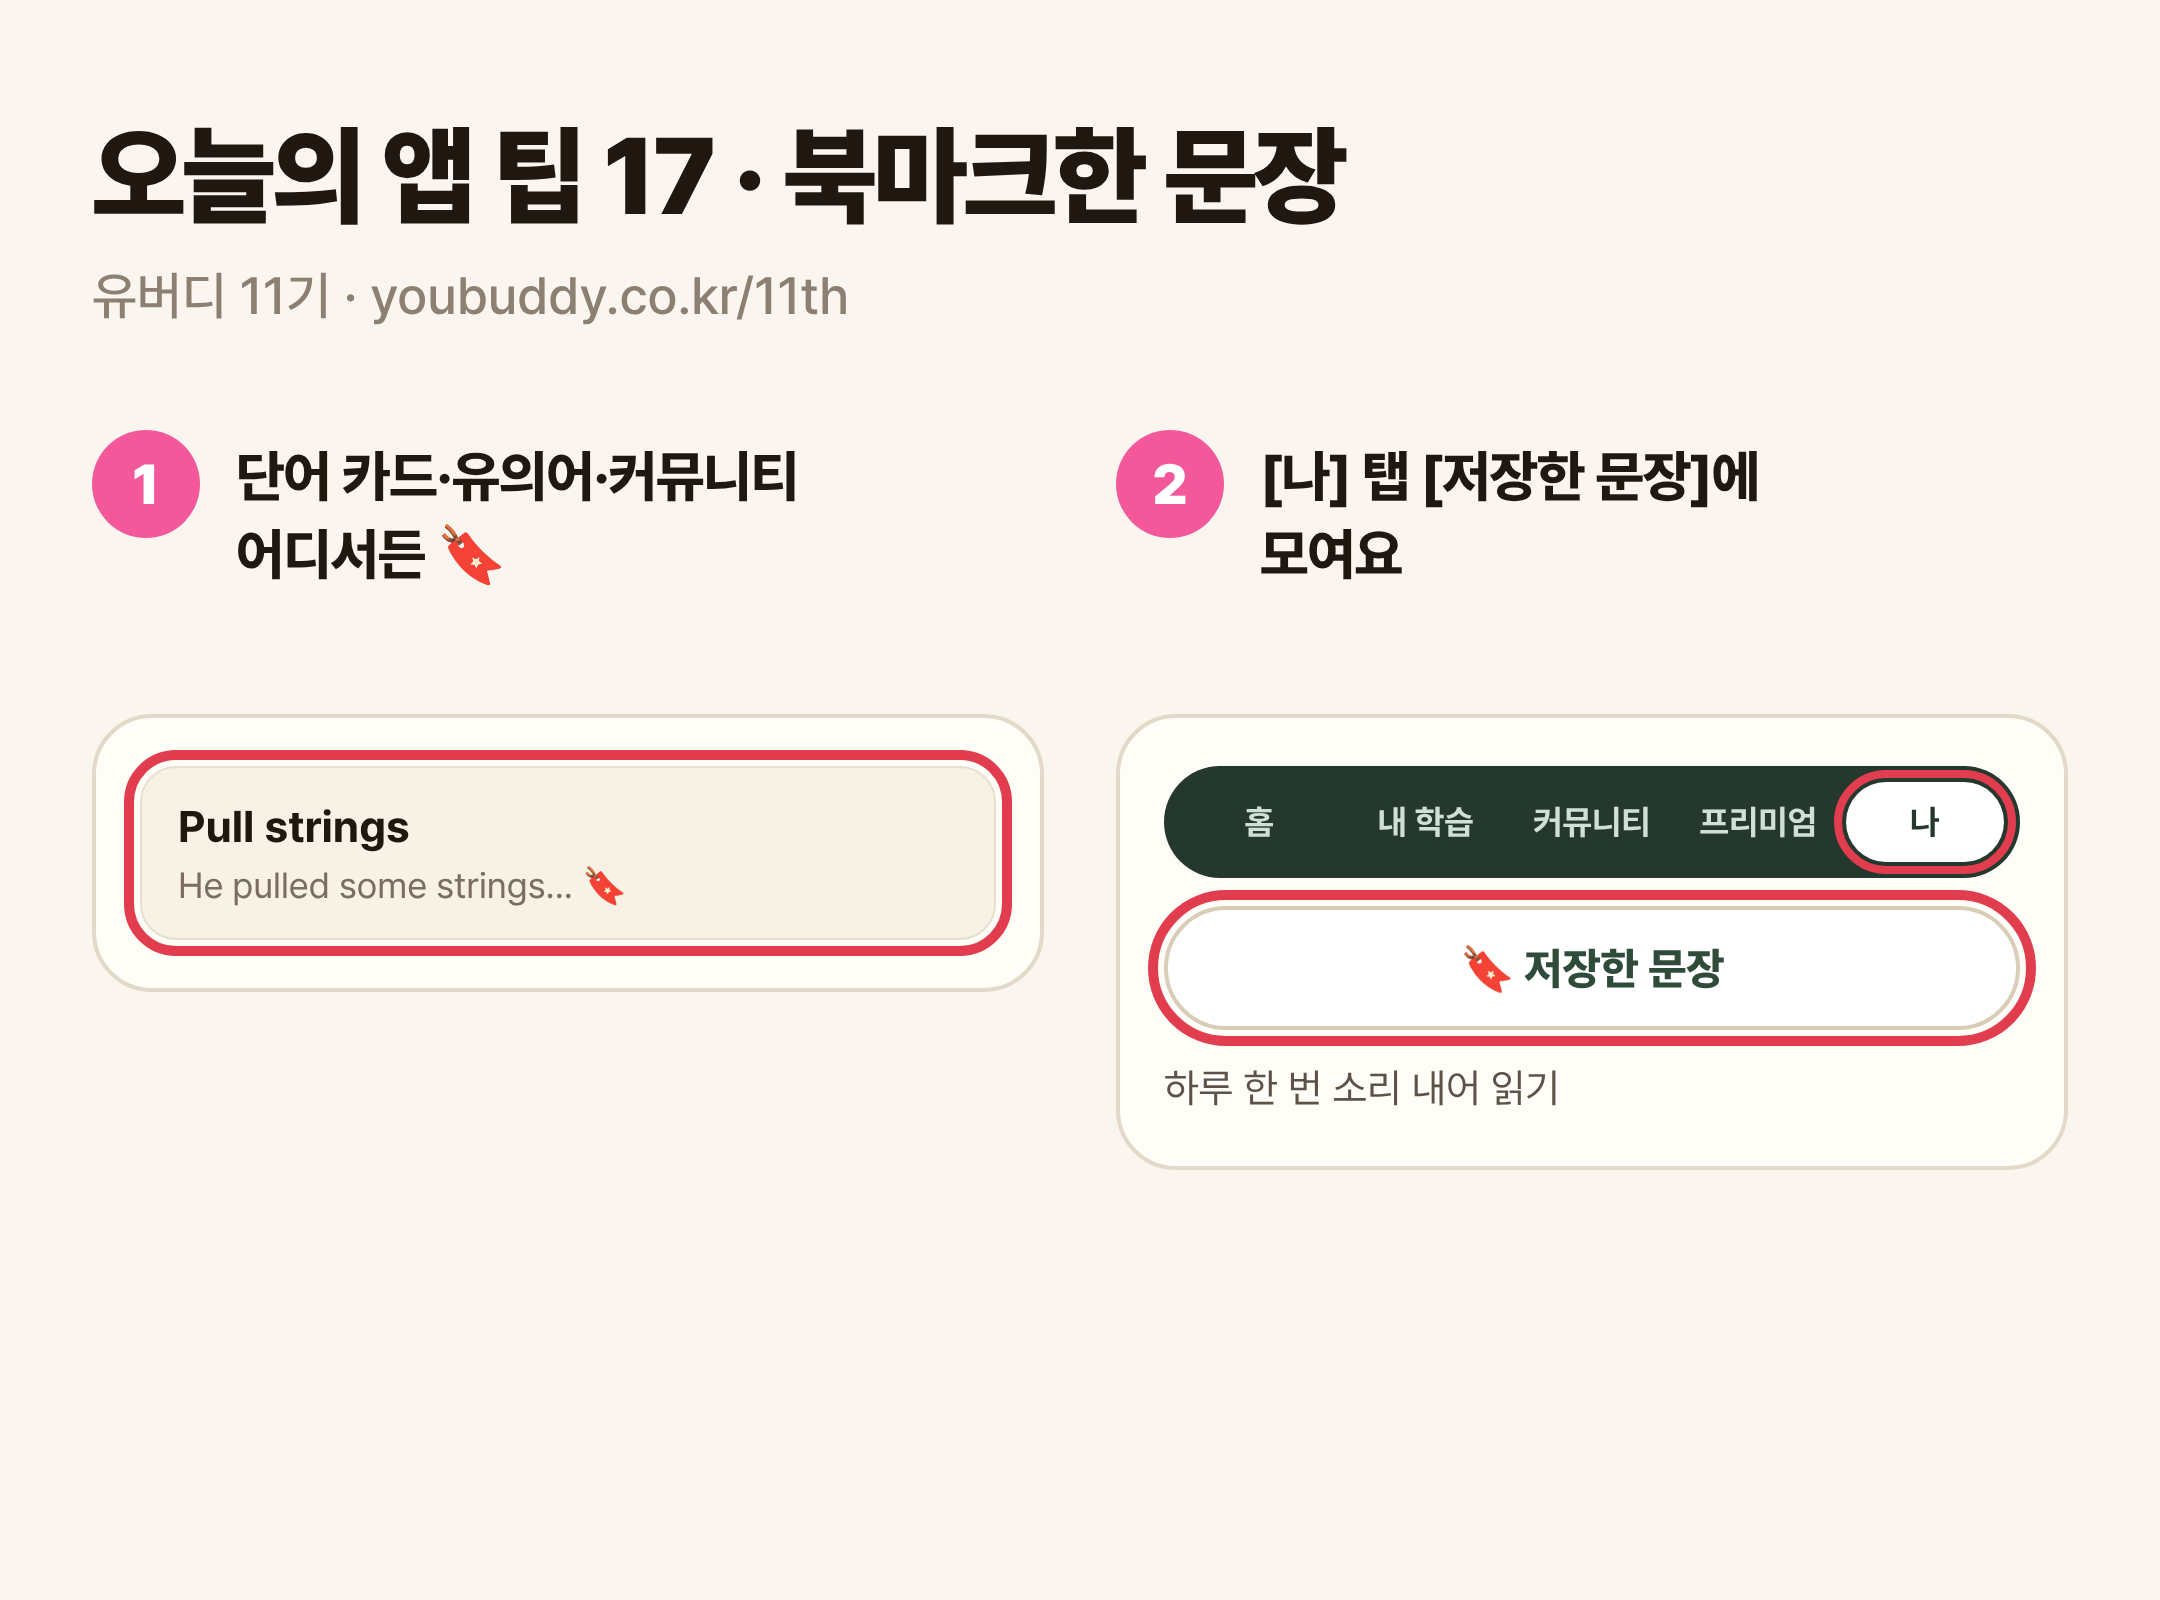 오늘의 앱 팁 17 · 북마크한 문장
유버디 11기 · youbuddy.co.kr/11th
1
단어 카드·유의어·커뮤니티
어디서든 🔖
Pull strings
He pulled some strings... 🔖
2
[나] 탭 [저장한 문장]에
모여요
홈 내 학습 커뮤니티 프리미엄 나
🔖 저장한 문장
하루 한 번 소리 내어 읽기